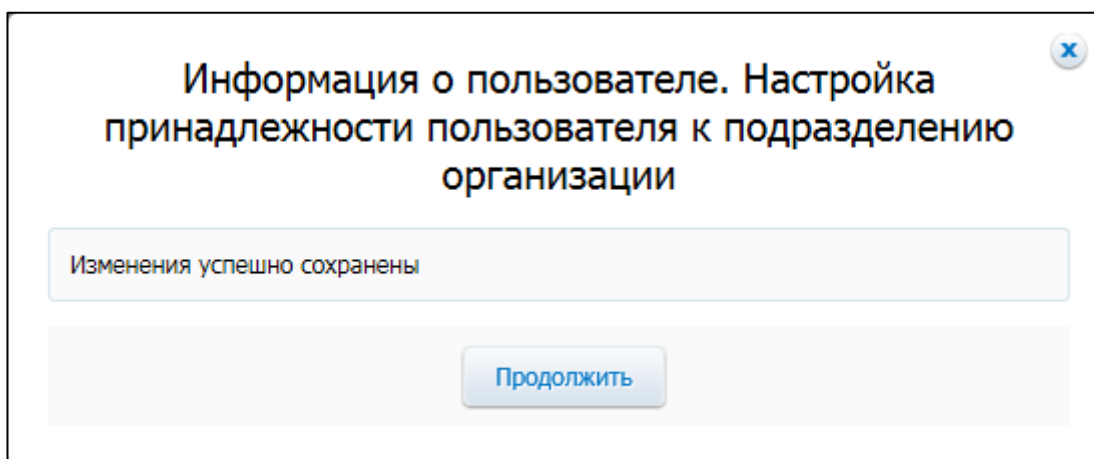 Информация о пользователе. Настройка
принадлежности пользователя к подразделению
организации
Изменения успешно сохранены
Продолжить